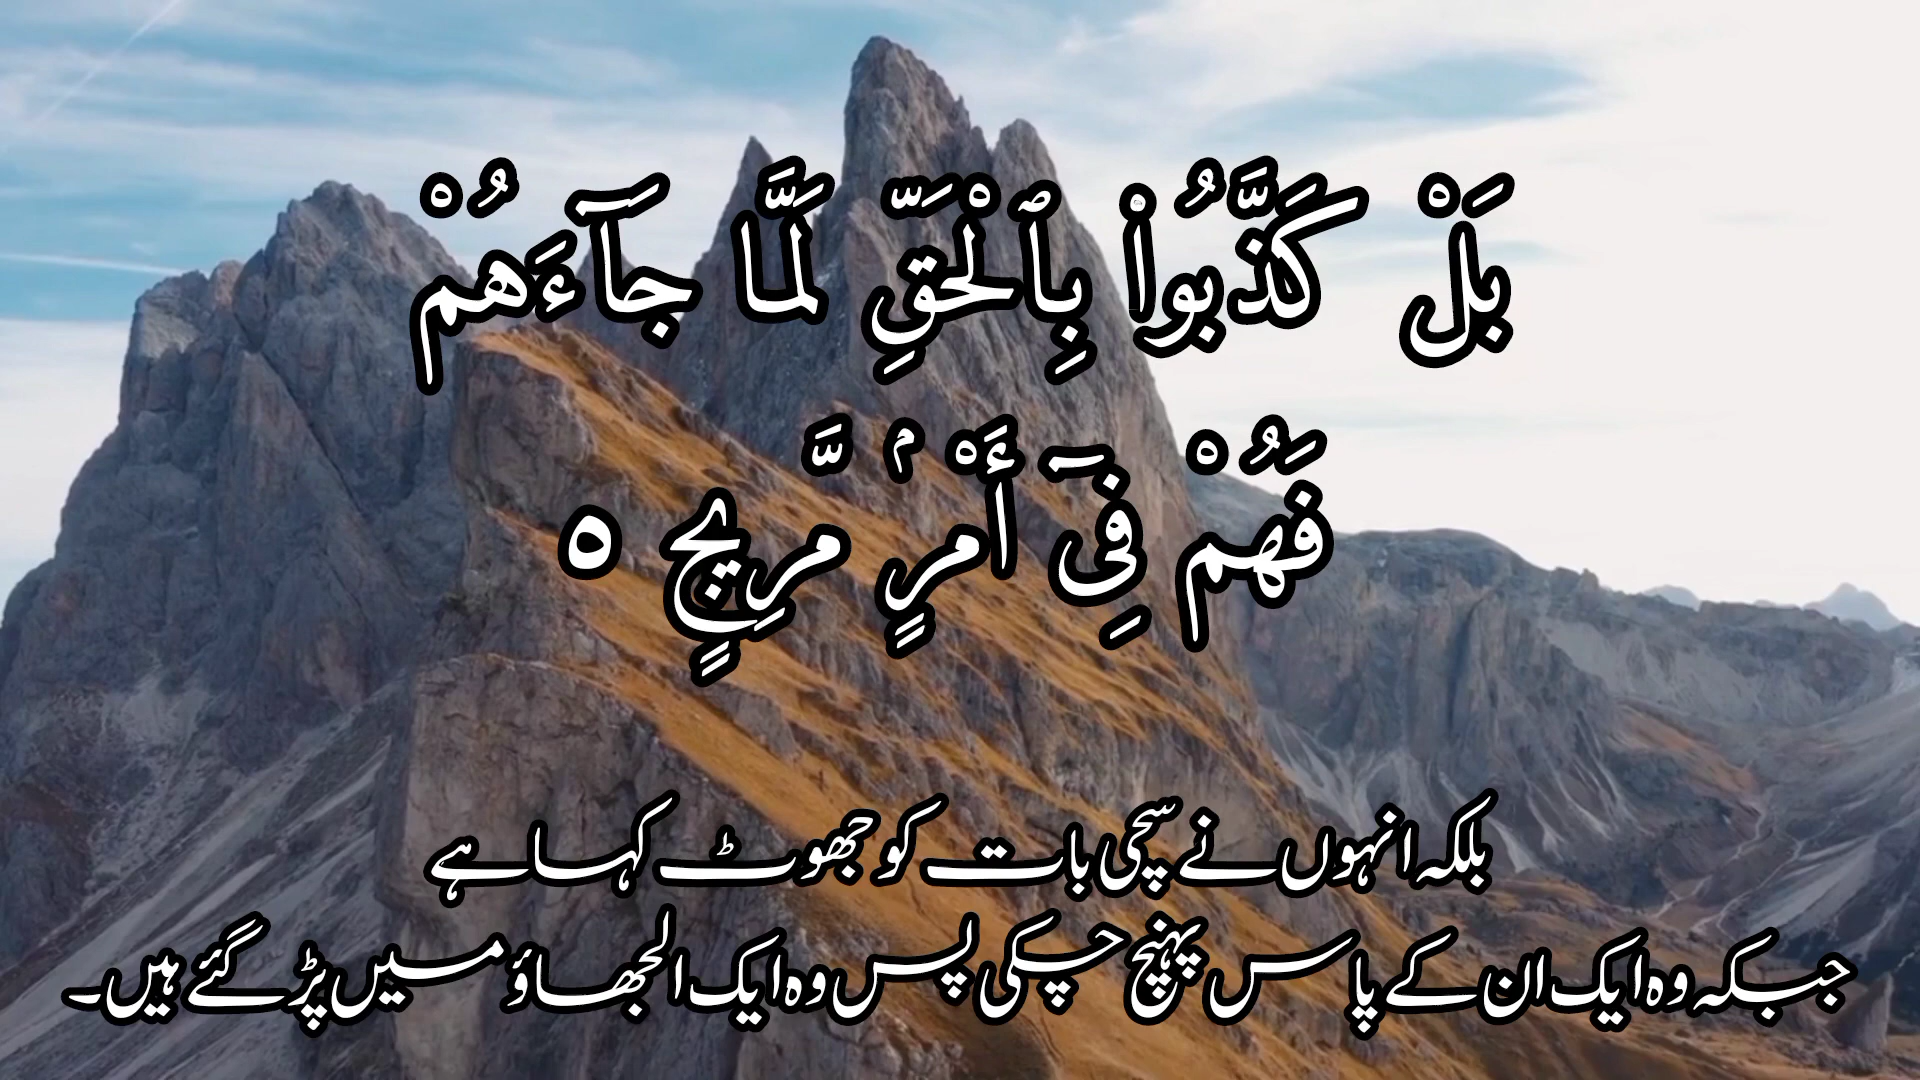 بَلْ كَذَّبُوا۟ بِٱلْحَقِّ لَمَّا جَآءَهُمْ
فَهُمْ فِىٓ أَمْرٍۢ مَّرِيجٍ ٥
بلکہ انہوں نے سچی بات کو جھوٹ کہا ہے
جبکہ وہ ایک ان کے پاس پہنچ چکی پس وہ ایک الجھاؤ میں پڑ گئے ہیں۔